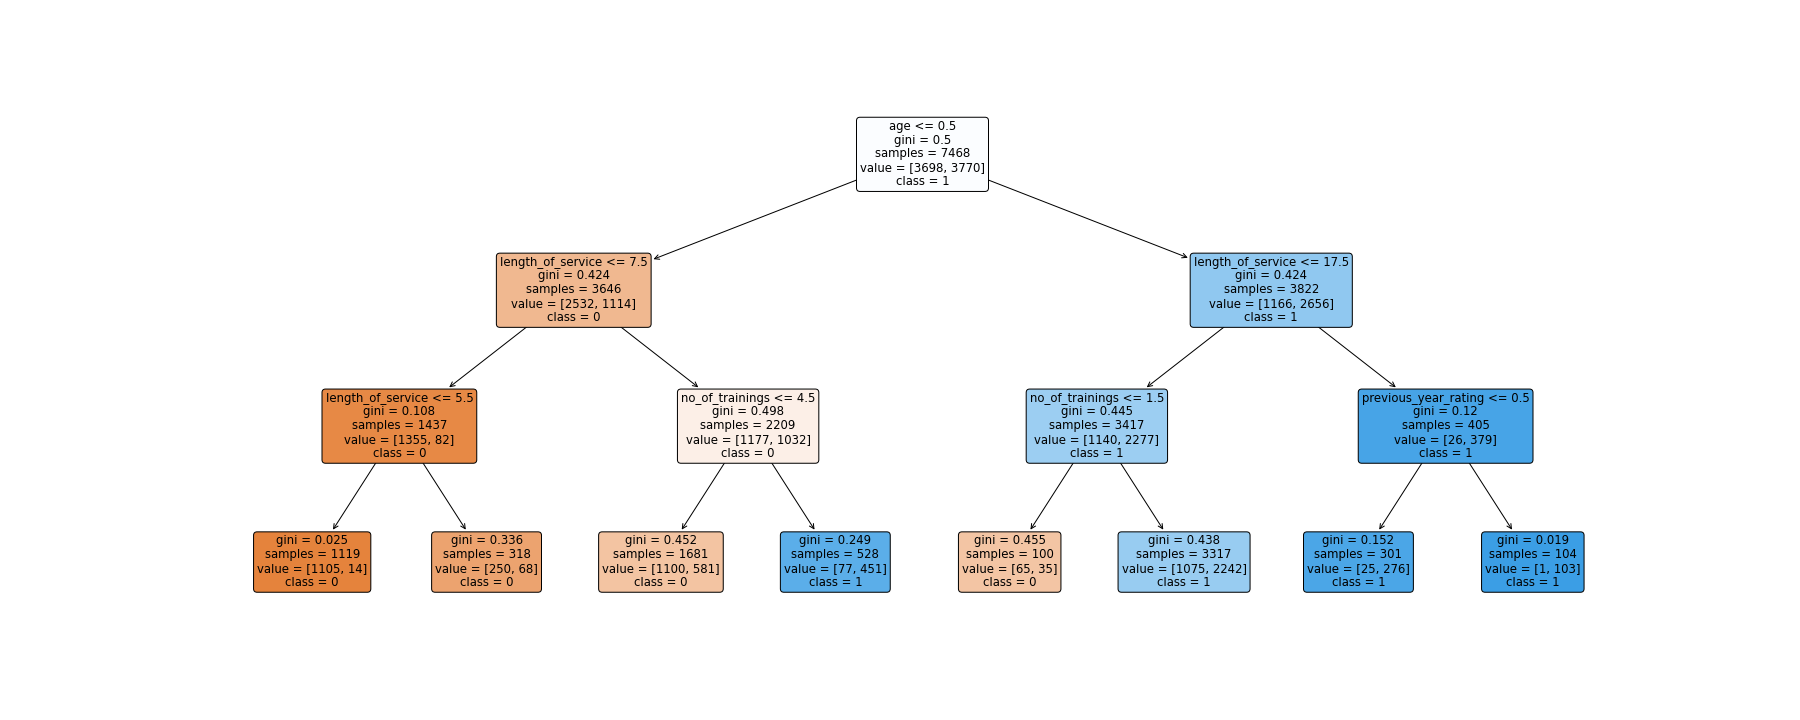 age <= 0.5
gini = 0.5
samples = 7468
value = [3698, 3770]
class = 1
length_of_service <= 7.5
gini = 0.424
samples = 3646
value = [2532, 1114]
class = 0
length_of_service <= 17.5
gini = 0.424
samples = 3822
value = [1166, 2656]
class = 1
length_of_service <= 5.5
gini = 0.108
samples = 1437
value = [1355, 82]
class = 0
no_of_trainings <= 4.5
gini = 0.498
samples = 2209
value = [1177, 1032]
class = 0
no_of_trainings <= 1.5
gini = 0.445
samples = 3417
value = [1140, 2277]
class = 1
previous_year_rating <= 0.5
gini = 0.12
samples = 405
value = [26, 379]
class = 1
gini = 0.025
samples = 1119
value = [1105, 14]
class = 0
gini = 0.336
samples = 318
value = [250, 68]
class = 0
gini = 0.452
samples = 1681
value = [1100, 581]
class = 0
gini = 0.249
samples = 528
value = [77, 451]
class = 1
gini = 0.455
samples = 100
value = [65, 35]
class = 0
gini = 0.438
samples = 3317
value = [1075, 2242]
class = 1
gini = 0.152
samples = 301
value = [25, 276]
class = 1
gini = 0.019
samples = 104
value = [1, 103]
class = 1